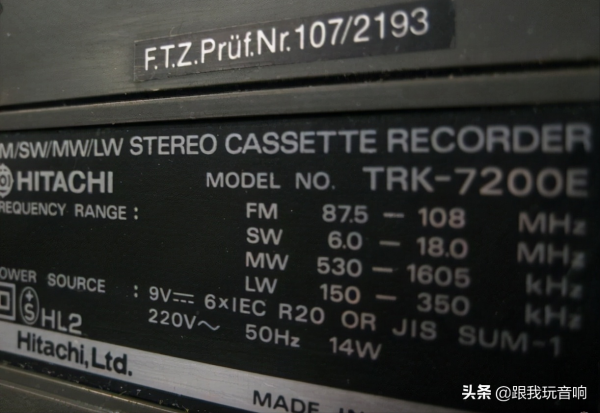 F.T.Z.Prüf.Nr.107/2193
M/SW/MW/LW STEREO CASSETTE RECORDER
HITACHI MODEL NO. TRK-7200E
REQUENCY RANGE : FM 87.5 — 108 MHz
SW 6.0 — 18.0 MHz
MW 530 — 1605 kHz
LW 150 — 350 kHz
OWER SOURCE : 9V⎓ 6×IEC R20 OR JIS SUM-1
S HL2 220V∼ 50Hz 14W
Hitachi, Ltd.
MADE IN
头条 @跟我玩音响